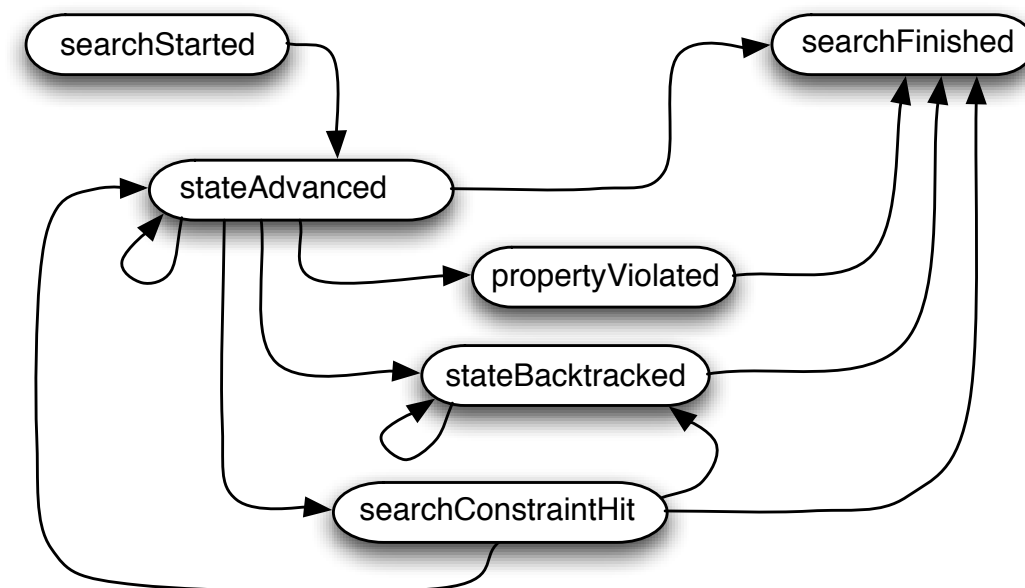 searchStarted
searchFinished
stateAdvanced
propertyViolated
stateBacktracked
searchConstraintHit